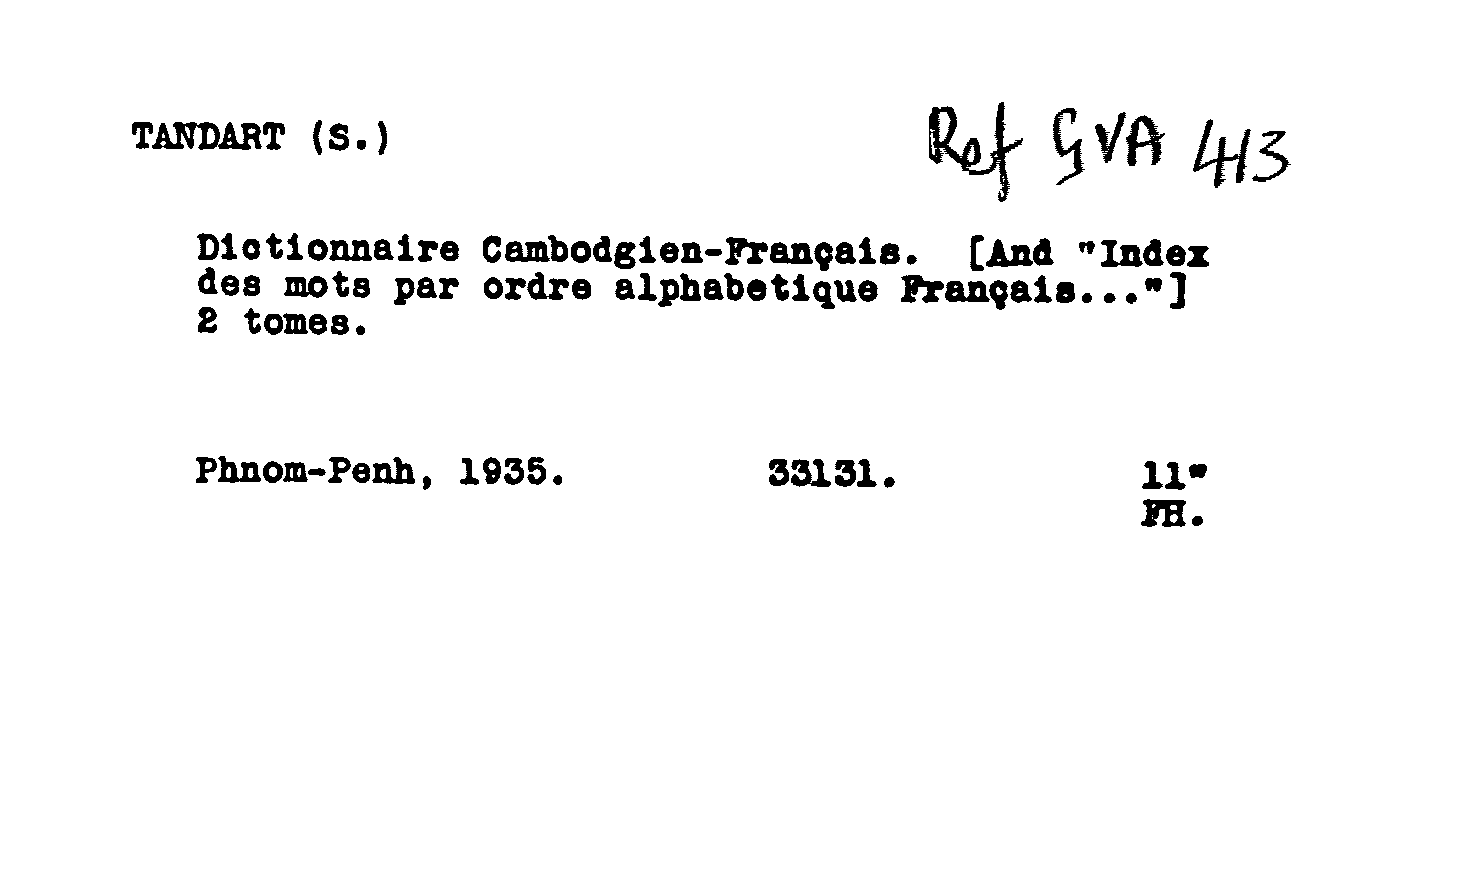 TANDART (S.)
Ref GVA 413
Dictionnaire Cambodgien-Français. [And "Index
des mots par ordre alphabetique Français..."]
2 tomes.
Phnom-Penh, 1935. 33131. 11"
FH.